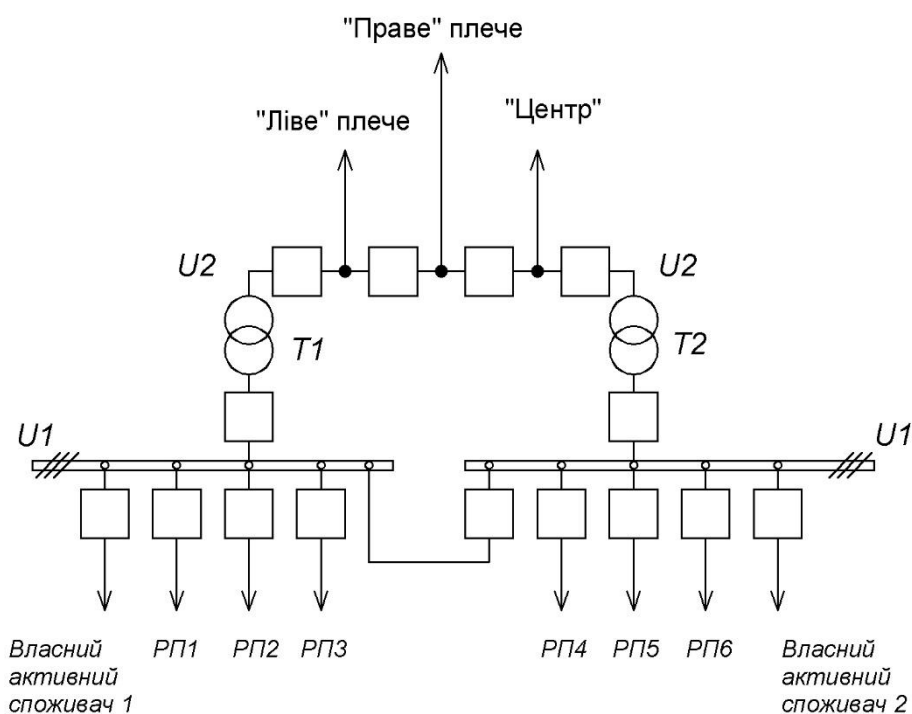 "Праве" плече
"Ліве" плече
"Центр"
U2
U2
T1
T2
U1
U1
Власний
активний
споживач 1
РП1
РП2
РП3
РП4
РП5
РП6
Власний
активний
споживач 2